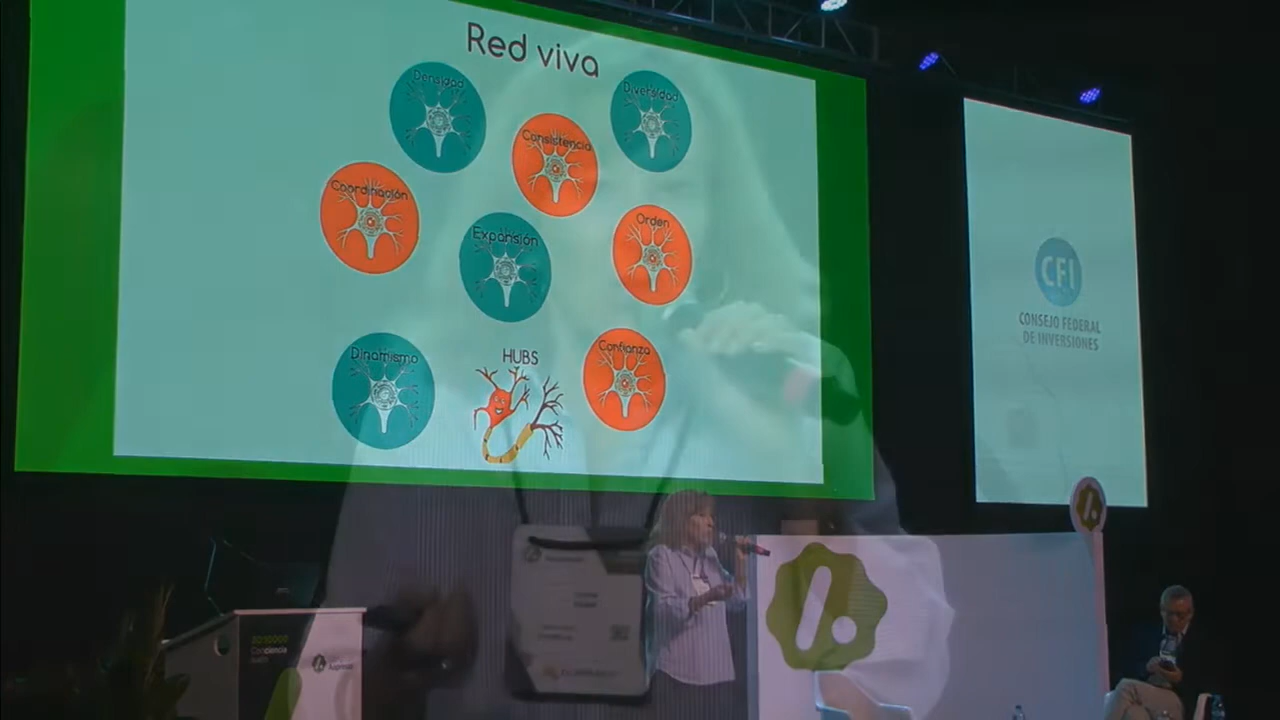 Red viva
Densidad
Diversidad
Consistencia
Coordinación
Orden
Expansión
Dinamismo
HUBS
Confianza
CFI
CONSEJO FEDERAL
DE INVERSIONES